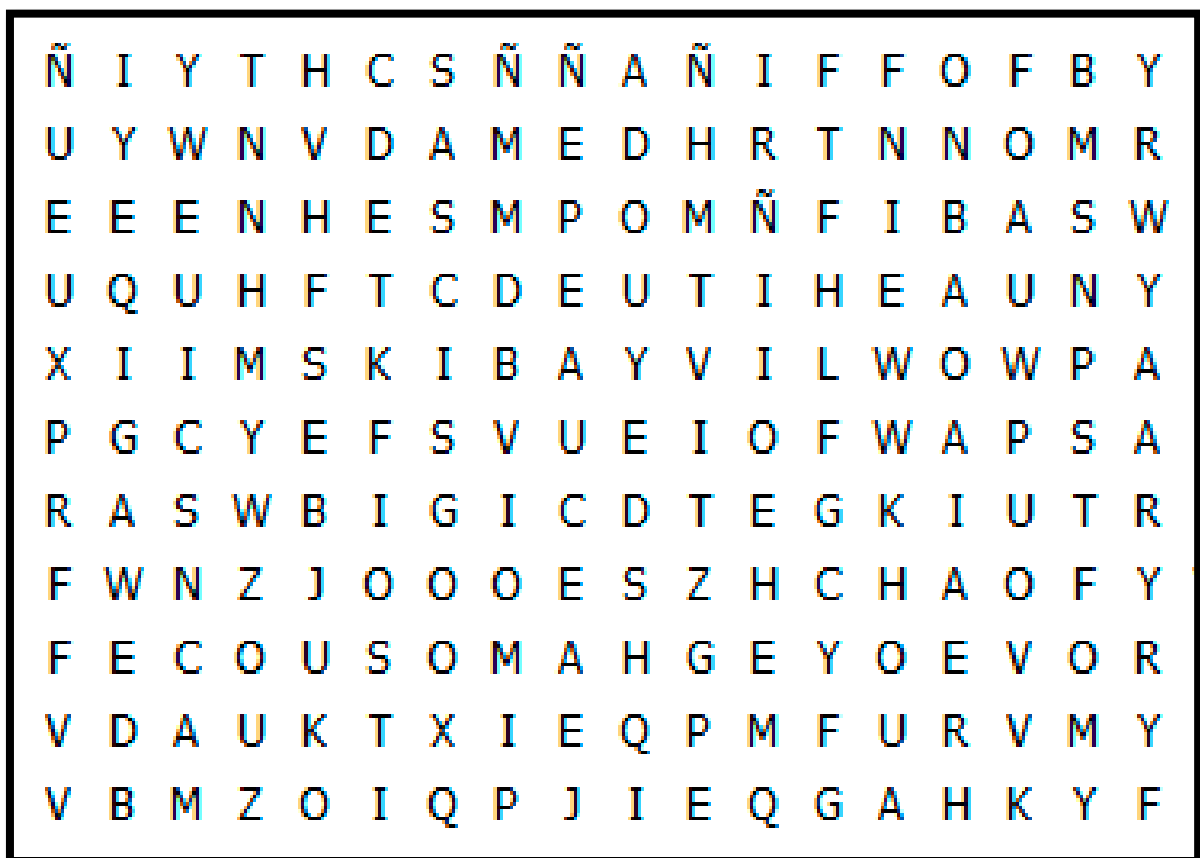 Ñ I Y T H C S Ñ Ñ A Ñ I F F O F B Y
U Y W N V D A M E D H R T N N O M R
E E E N H E S M P O M Ñ F I B A S W
U Q U H F T C D E U T I H E A U N Y
X I I M S K I B A Y V I L W O W P A
P G C Y E F S V U E I O F W A P S A
R A S W B I G I C D T E G K I U T R
F W N Z J O O O E S Z H C H A O F Y
F E C O U S O M A H G E Y O E V O R
V D A U K T X I E Q P M F U R V M Y
V B M Z O I Q P J I E Q G A H K Y F